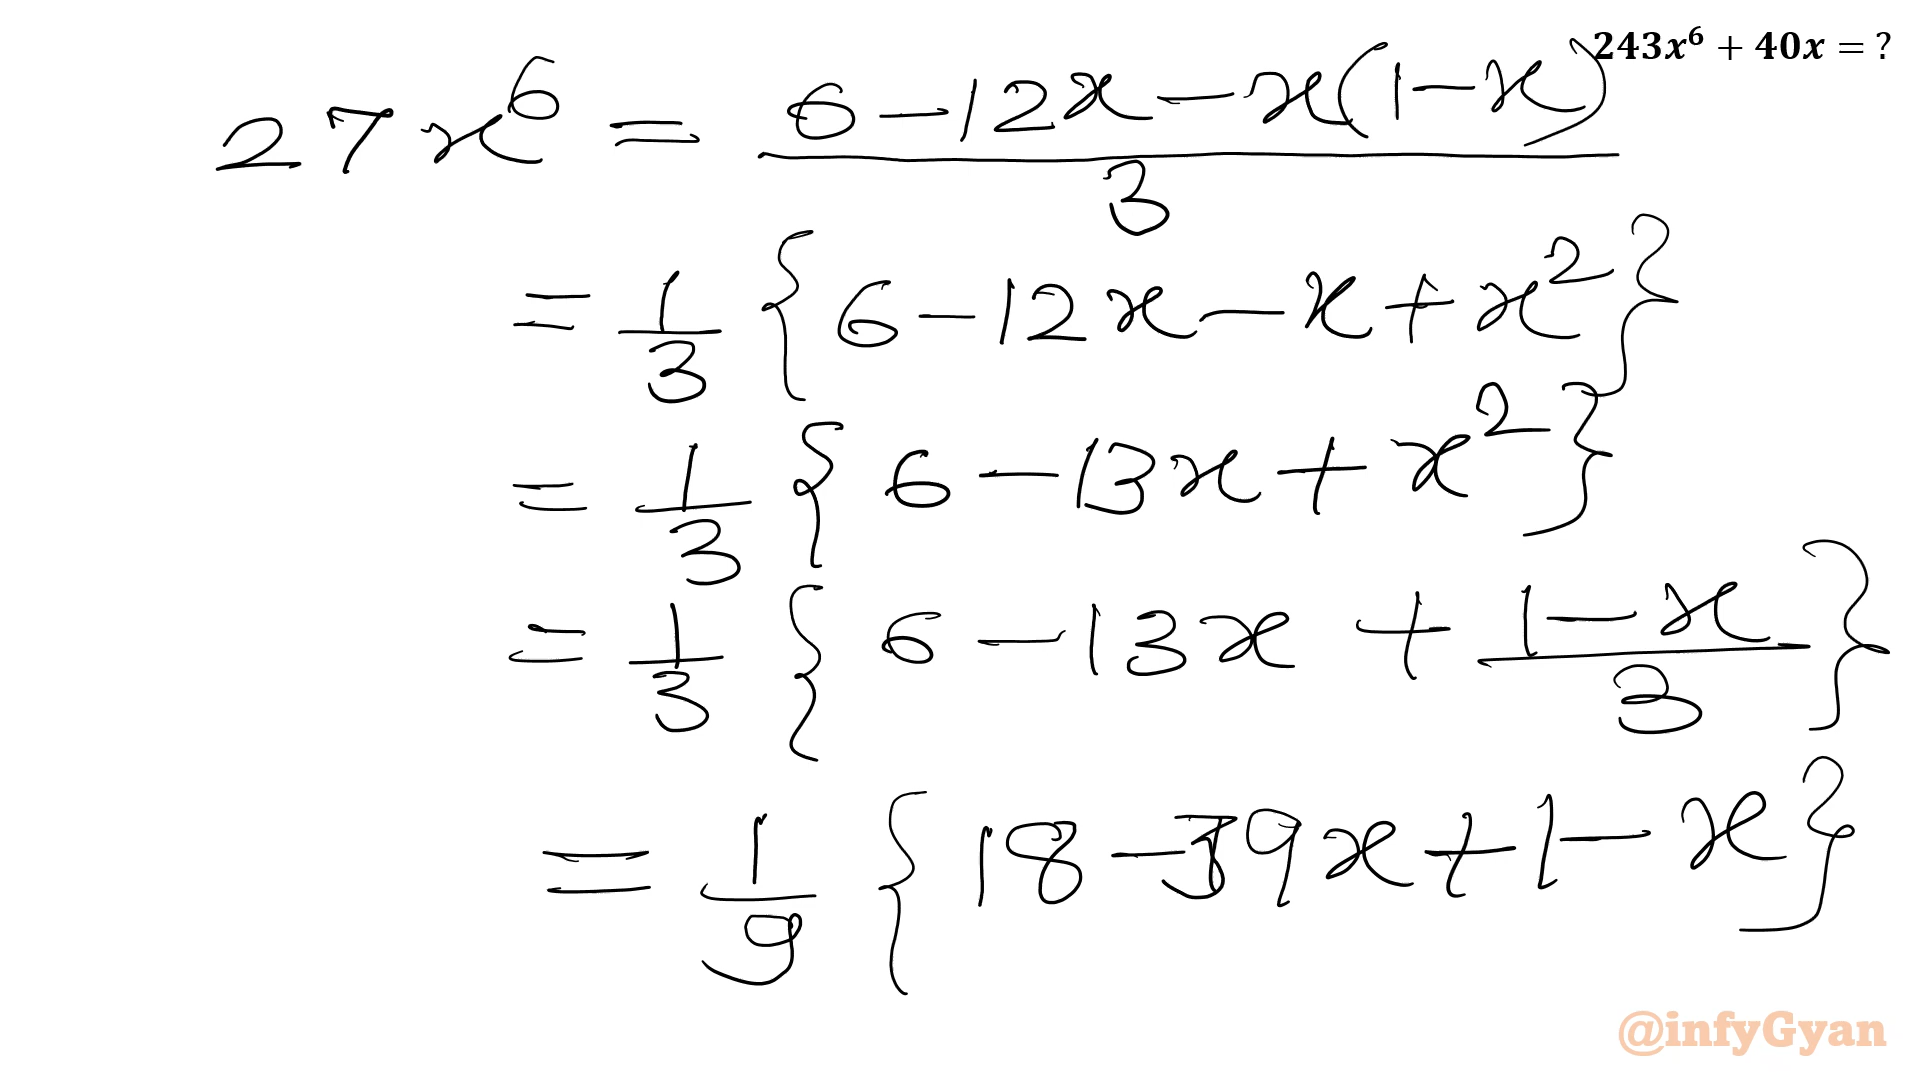 243x⁶ + 40x = ?
27x⁶ = (6 - 12x - x(1 - x))/3
= 1/3 {6 - 12x - x + x²}
= 1/3 {6 - 13x + x²}
= 1/3 {6 - 13x + (1 - x)/3}
= 1/9 {18 - 39x + 1 - x}
@infyGyan